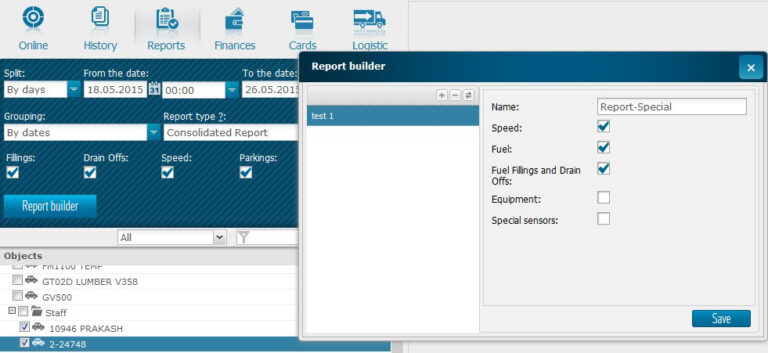 Online History Reports Finances Cards Logistic
Split: From the date: To the date:
By days 18.05.2015 31 00:00 26.05.2015
Grouping: Report type ?:
By dates Consolidated Report
Fillings: Drain Offs: Speed: Parkings:
Report builder
All
Objects
FM1100 TEMP
GT02D LUMBER V358
GV500
Staff
10946 PRAKASH
2-24748
Report builder
test 1
Name: Report-Special
Speed:
Fuel:
Fuel Fillings and Drain
Offs:
Equipment:
Special sensors:
Save